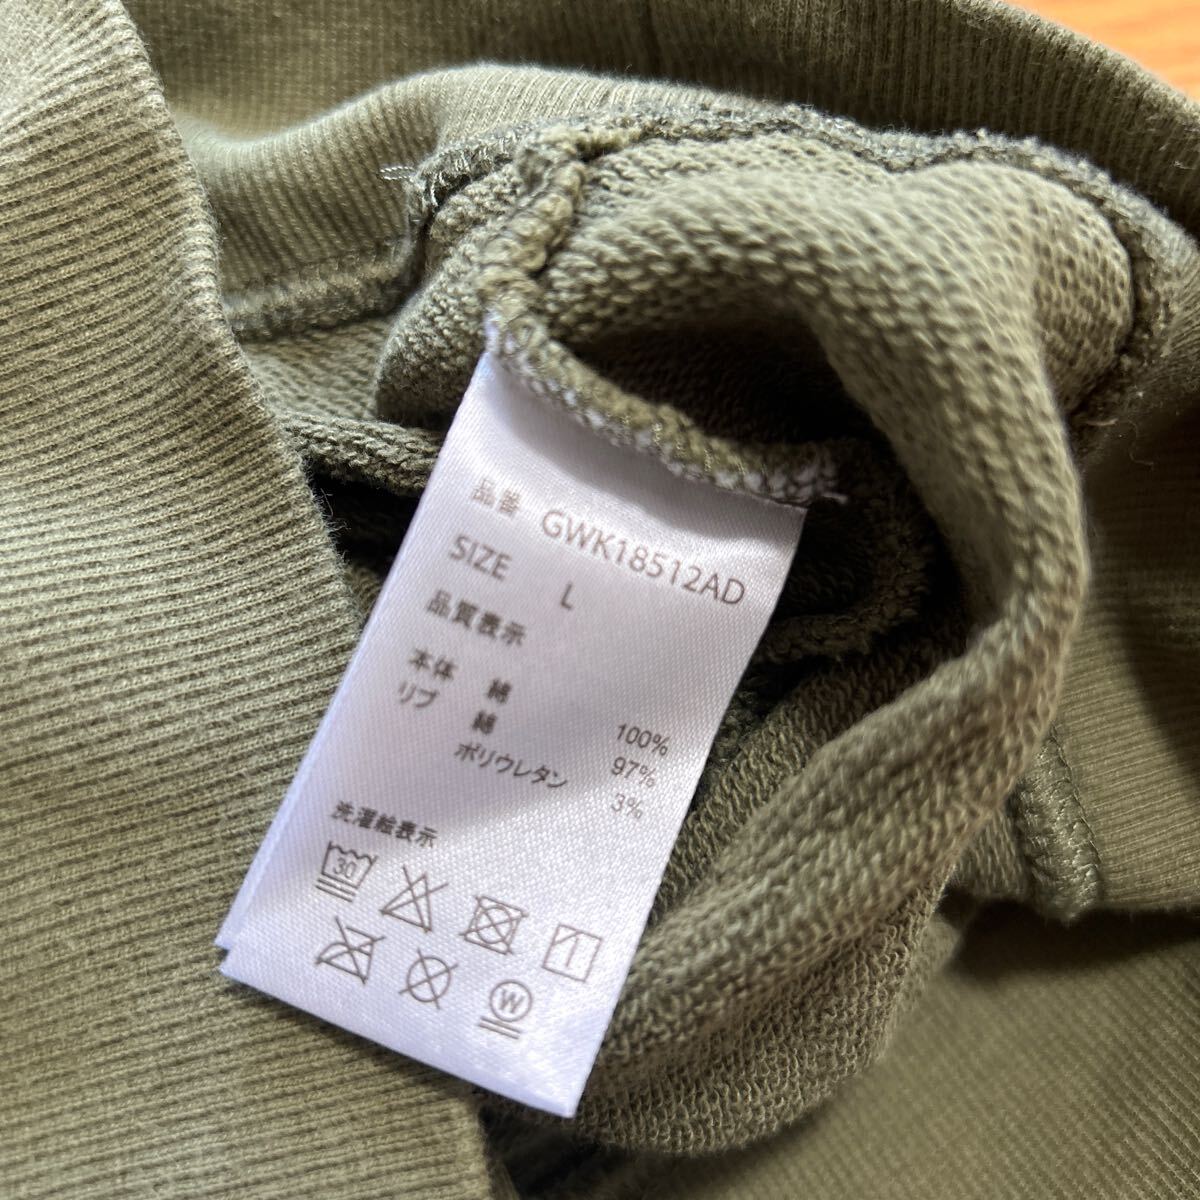 品番 GWK18512AD
SIZE L
品質表示
本体 綿 100%
リブ 綿 97%
ポリウレタン 3%
洗濯絵表示
30
W